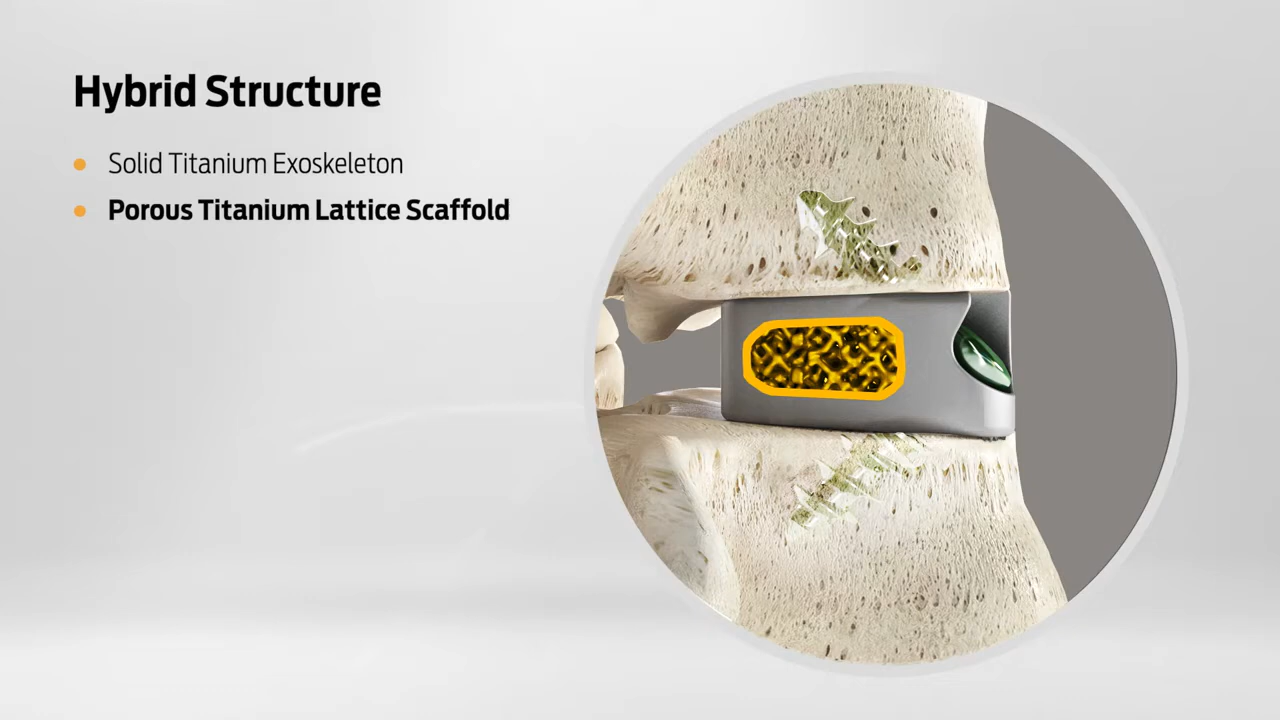 Hybrid Structure
Solid Titanium Exoskeleton
Porous Titanium Lattice Scaffold